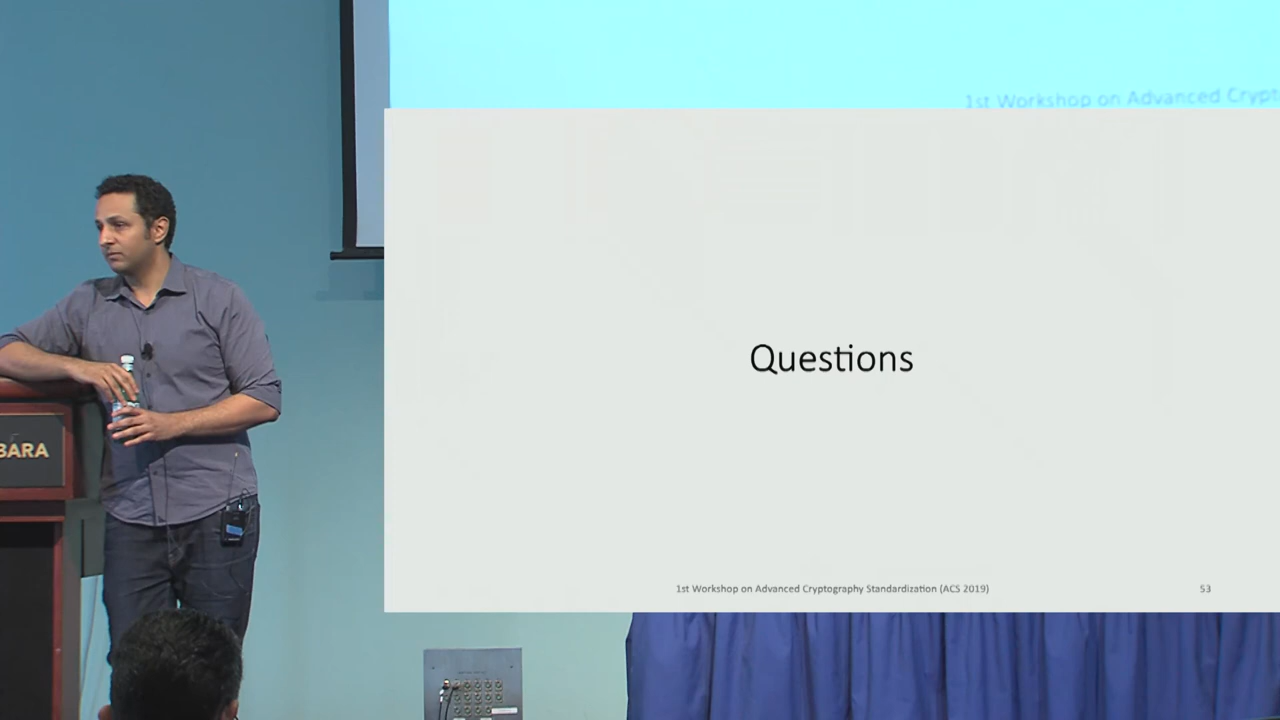 1st Workshop on Advanced Crypt
BARA
Questions
1st Workshop on Advanced Cryptography Standardization (ACS 2019)
53